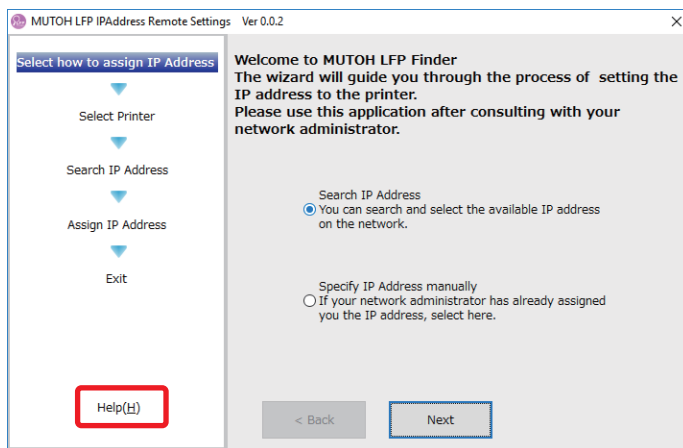 MUTOH LFP IPAddress Remote Settings Ver 0.0.2
Select how to assign IP Address
Select Printer
Search IP Address
Assign IP Address
Exit
Help(H)
Welcome to MUTOH LFP Finder
The wizard will guide you through the process of setting the
IP address to the printer.
Please use this application after consulting with your
network administrator.
Search IP Address
You can search and select the available IP address
on the network.
Specify IP Address manually
If your network administrator has already assigned
you the IP address, select here.
< Back
Next